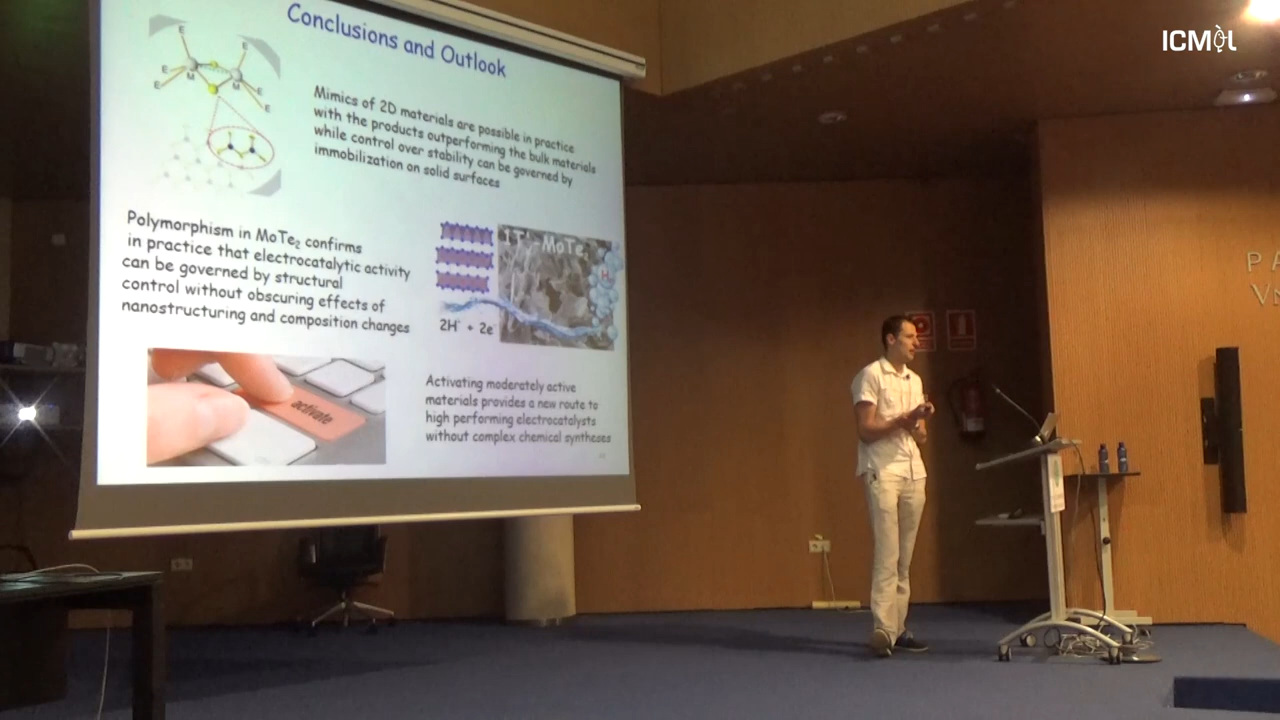 ICMOL
Conclusions and Outlook
E
E
E
E
M
M
E
E
Mimics of 2D materials are possible in practice
with the products outperforming the bulk materials
while control over stability can be governed by
immobilization on solid surfaces
Polymorphism in MoTe₂ confirms
in practice that electrocatalytic activity
can be governed by structural
control without obscuring effects of
nanostructuring and composition changes
1T'-MoTe₂
H
2H⁺ + 2e⁻
activate
Activating moderately active
materials provides a new route to
high performing electrocatalysts
without complex chemical syntheses
PA
V